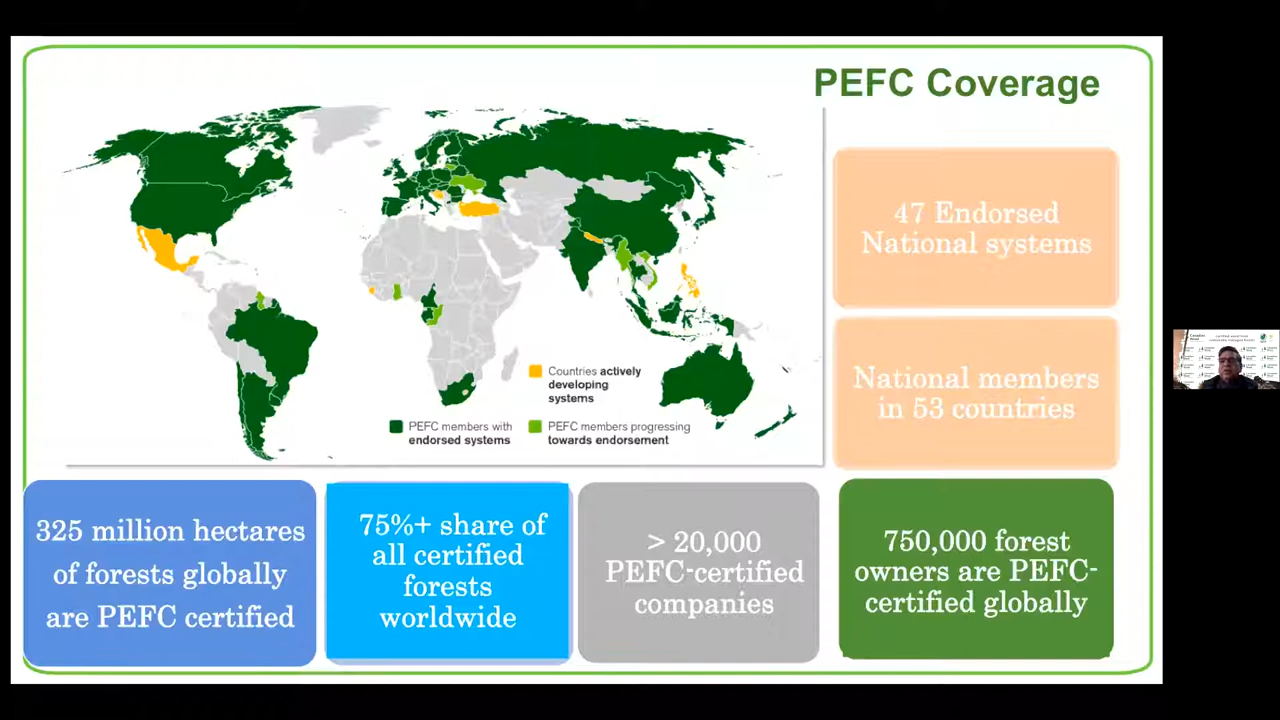 PEFC Coverage
47 Endorsed
National systems
National members
in 53 countries
Countries actively
developing
systems
PEFC members with
endorsed systems
PEFC members progressing
towards endorsement
325 million hectares
of forests globally
are PEFC certified
75%+ share of
all certified
forests
worldwide
> 20,000
PEFC-certified
companies
750,000 forest
owners are PEFC-
certified globally